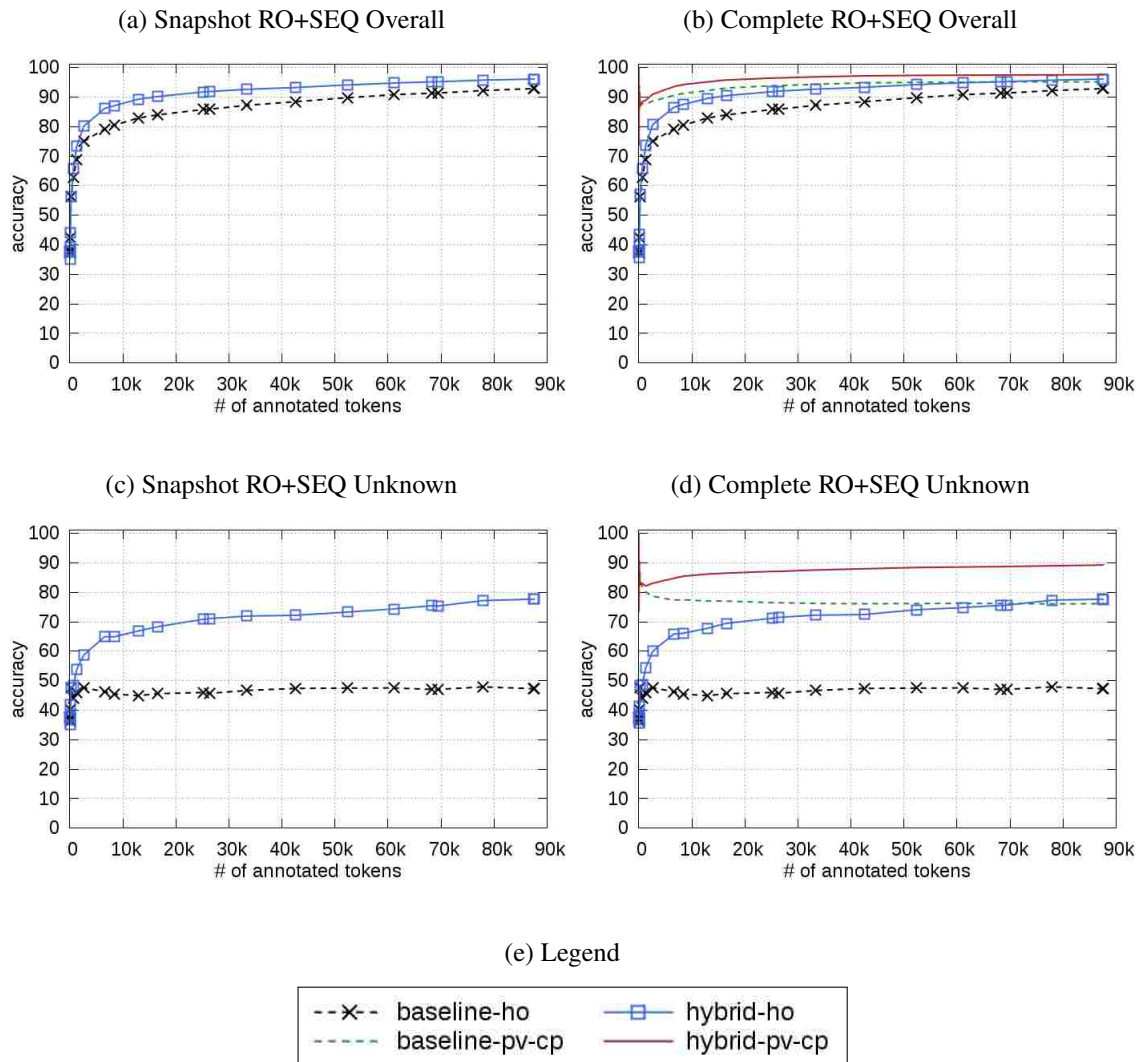 (a) Snapshot RO+SEQ Overall
100
90
80
70
60
50
40
30
20
10
0
accuracy
0 10k 20k 30k 40k 50k 60k 70k 80k 90k
# of annotated tokens
(b) Complete RO+SEQ Overall
100
90
80
70
60
50
40
30
20
10
0
accuracy
0 10k 20k 30k 40k 50k 60k 70k 80k 90k
# of annotated tokens
(c) Snapshot RO+SEQ Unknown
100
90
80
70
60
50
40
30
20
10
0
accuracy
0 10k 20k 30k 40k 50k 60k 70k 80k 90k
# of annotated tokens
(d) Complete RO+SEQ Unknown
100
90
80
70
60
50
40
30
20
10
0
accuracy
0 10k 20k 30k 40k 50k 60k 70k 80k 90k
# of annotated tokens
(e) Legend
baseline-ho hybrid-ho
baseline-pv-cp hybrid-pv-cp